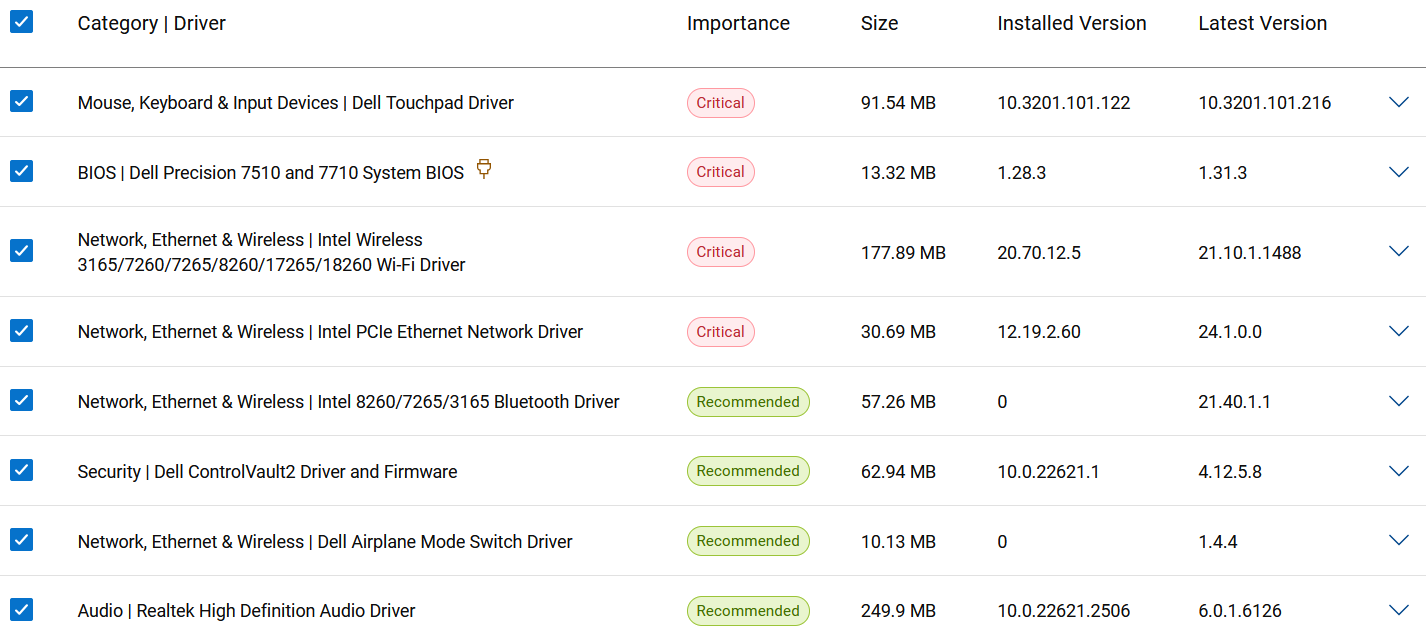 Category | Driver Importance Size Installed Version Latest Version
Mouse, Keyboard & Input Devices | Dell Touchpad Driver Critical 91.54 MB 10.3201.101.122 10.3201.101.216
BIOS | Dell Precision 7510 and 7710 System BIOS Critical 13.32 MB 1.28.3 1.31.3
Network, Ethernet & Wireless | Intel Wireless
3165/7260/7265/8260/17265/18260 Wi-Fi Driver Critical 177.89 MB 20.70.12.5 21.10.1.1488
Network, Ethernet & Wireless | Intel PCIe Ethernet Network Driver Critical 30.69 MB 12.19.2.60 24.1.0.0
Network, Ethernet & Wireless | Intel 8260/7265/3165 Bluetooth Driver Recommended 57.26 MB 0 21.40.1.1
Security | Dell ControlVault2 Driver and Firmware Recommended 62.94 MB 10.0.22621.1 4.12.5.8
Network, Ethernet & Wireless | Dell Airplane Mode Switch Driver Recommended 10.13 MB 0 1.4.4
Audio | Realtek High Definition Audio Driver Recommended 249.9 MB 10.0.22621.2506 6.0.1.6126